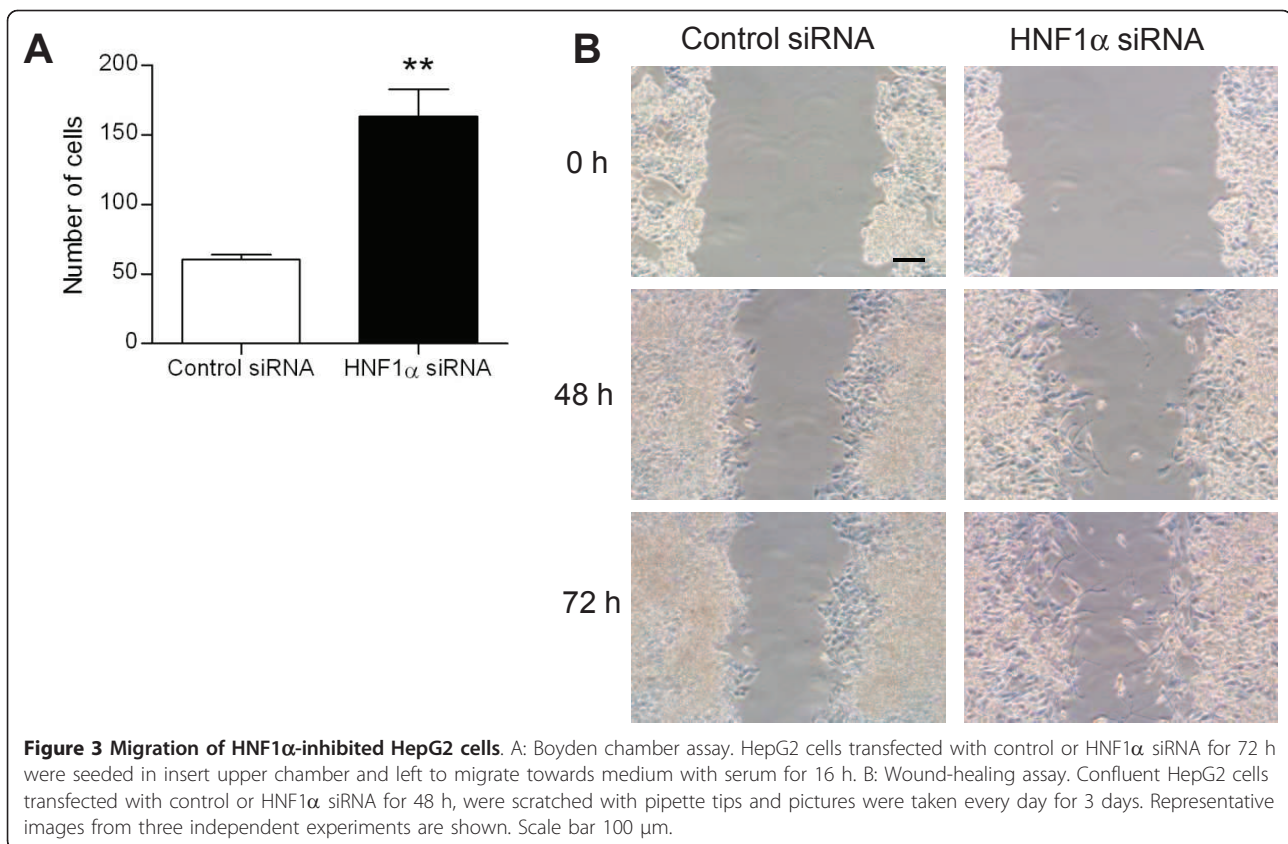 A
200
150
100
50
0
Number of cells
**
Control siRNA
HNF1α siRNA
B
Control siRNA
HNF1α siRNA
0 h
48 h
72 h
Figure 3 Migration of HNF1α-inhibited HepG2 cells. A: Boyden chamber assay. HepG2 cells transfected with control or HNF1α siRNA for 72 h
were seeded in insert upper chamber and left to migrate towards medium with serum for 16 h. B: Wound-healing assay. Confluent HepG2 cells
transfected with control or HNF1α siRNA for 48 h, were scratched with pipette tips and pictures were taken every day for 3 days. Representative
images from three independent experiments are shown. Scale bar 100 μm.